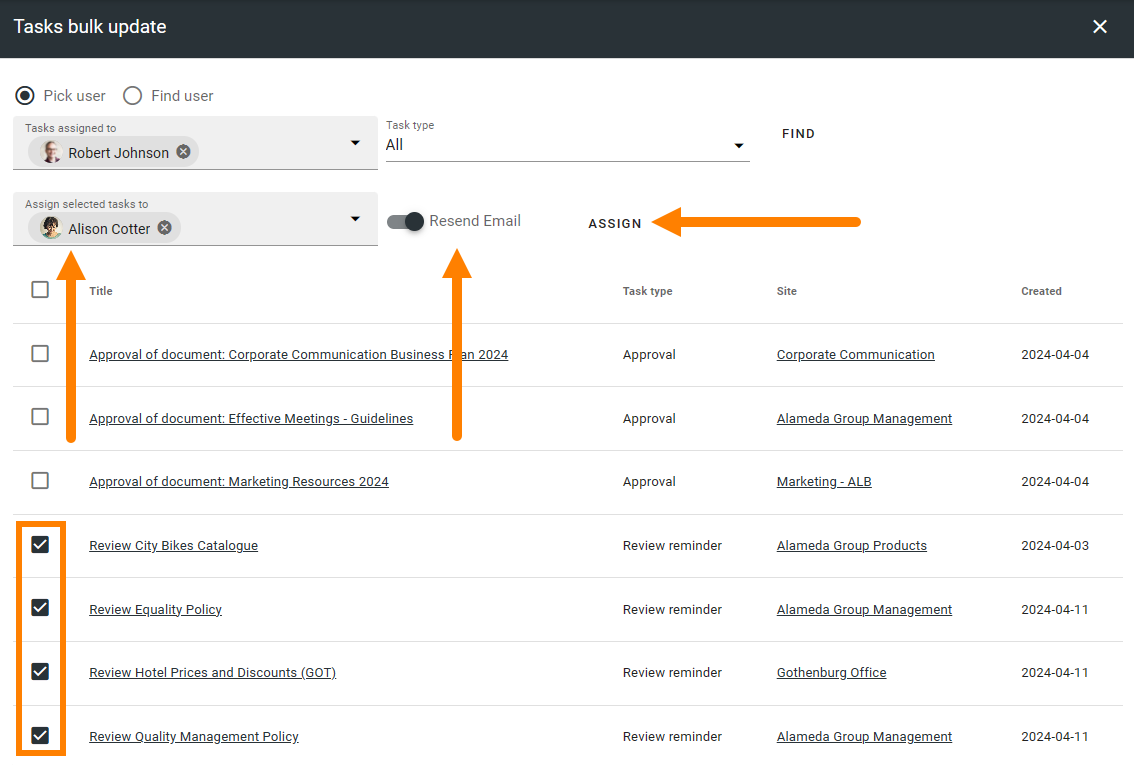 Tasks bulk update
Pick user Find user
Tasks assigned to
Robert Johnson
Task type
All
FIND
Assign selected tasks to
Alison Cotter
Resend Email
ASSIGN
Title Task type Site Created
Approval of document: Corporate Communication Business Plan 2024 Approval Corporate Communication 2024-04-04
Approval of document: Effective Meetings - Guidelines Approval Alameda Group Management 2024-04-04
Approval of document: Marketing Resources 2024 Approval Marketing - ALB 2024-04-04
Review City Bikes Catalogue Review reminder Alameda Group Products 2024-04-03
Review Equality Policy Review reminder Alameda Group Management 2024-04-11
Review Hotel Prices and Discounts (GOT) Review reminder Gothenburg Office 2024-04-11
Review Quality Management Policy Review reminder Alameda Group Management 2024-04-11